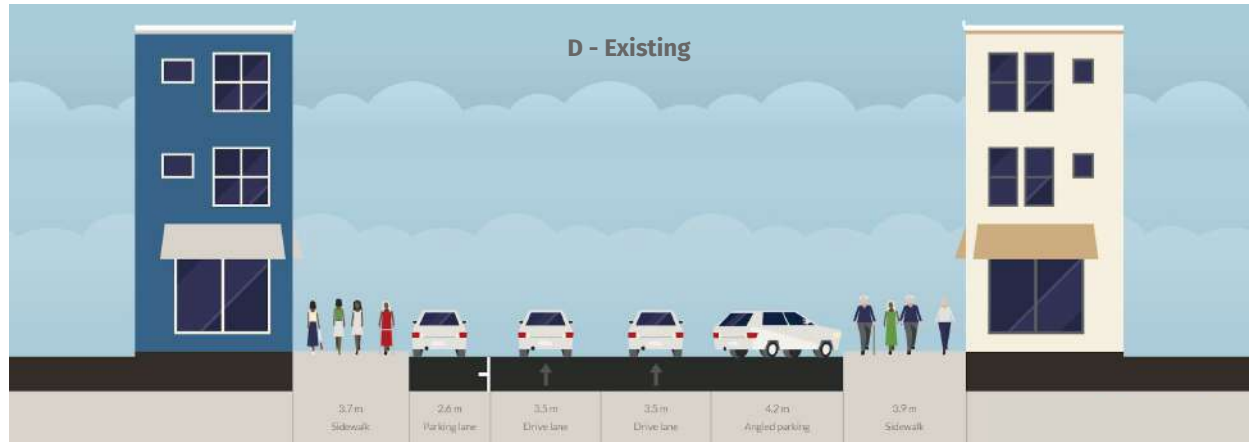 D - Existing
3.7 m
Sidewalk
2.6 m
Parking lane
3.5 m
Drive lane
3.5 m
Drive lane
4.2 m
Angled parking
3.9 m
Sidewalk